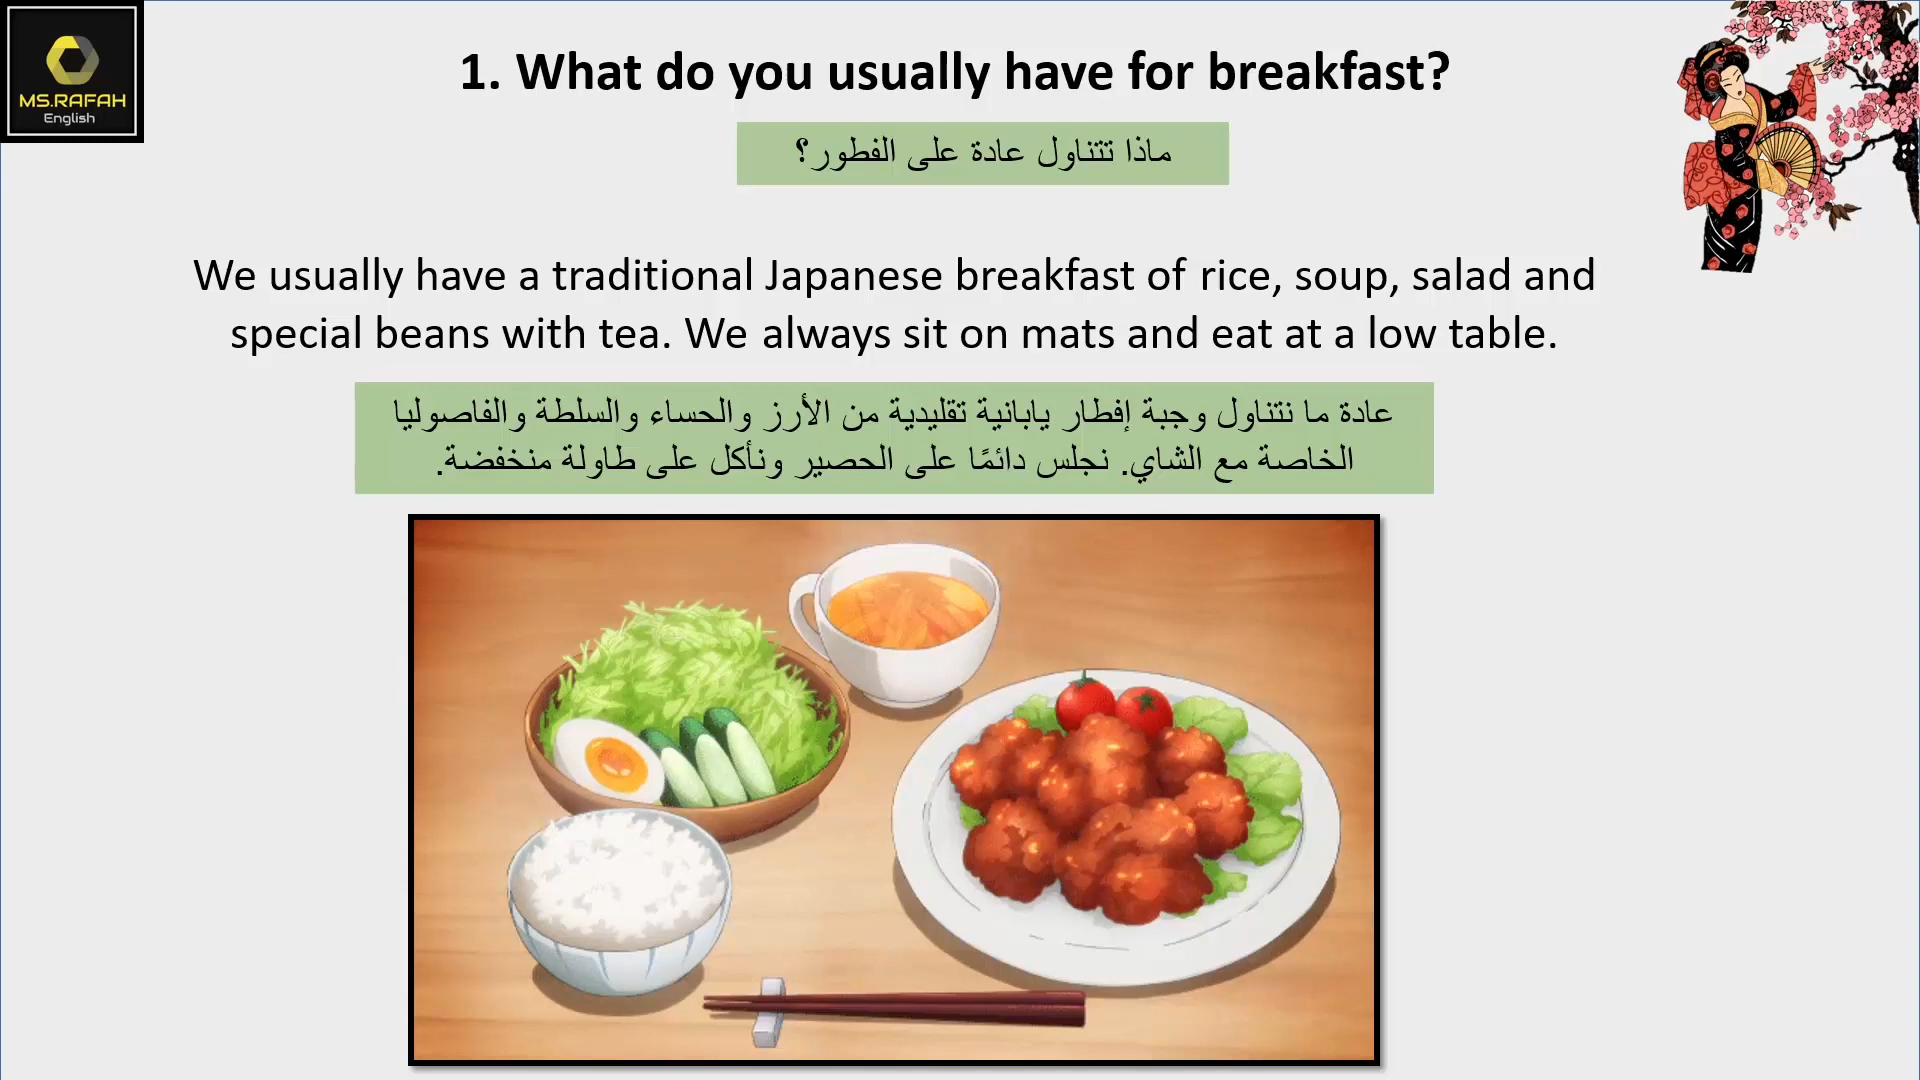 MS.RAFAH
English
1. What do you usually have for breakfast?
ماذا تتناول عادة على الفطور؟
We usually have a traditional Japanese breakfast of rice, soup, salad and
special beans with tea. We always sit on mats and eat at a low table.
عادة ما نتناول وجبة إفطار يابانية تقليدية من الأرز والحساء والسلطة والفاصوليا
الخاصة مع الشاي. نجلس دائمًا على الحصير ونأكل على طاولة منخفضة.